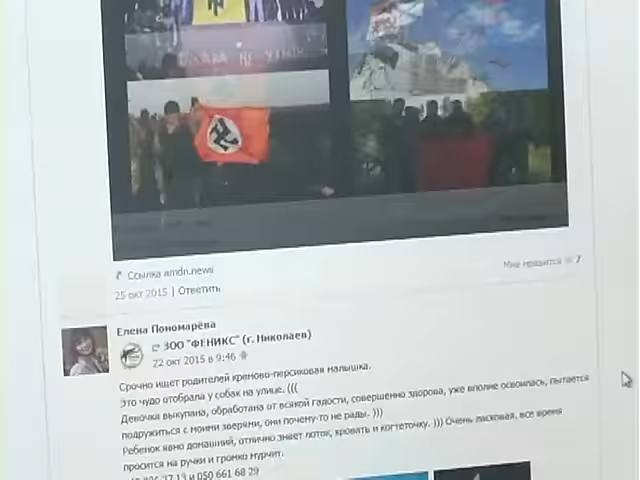 Ссылка amdn.news
Мне нравится 7
25 окт 2015 | Ответить
Елена Пономарёва
ЗОО "ФЕНИКС" (г. Николаев)
22 окт 2015 в 9:46
Срочно ищет родителей кремово-персиковая малышка.
Это чудо отобрала у собак на улице. (((
Девочка выкупана, обработана от всякой гадости, совершенно здорова, уже вполне освоилась, пытается
подружиться с моими зверями, они почему-то не рады. )))
Ребенок явно домашний, отлично знает лоток, кровать и когтеточку. ))) Очень ласковая, все время
просится на ручки и громко мурчит.
27 13 и 050 661 68 29